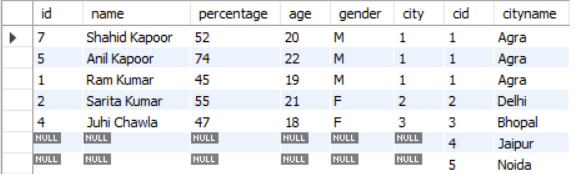 id name percentage age gender city cid cityname
7 Shahid Kapoor 52 20 M 1 1 Agra
5 Anil Kapoor 74 22 M 1 1 Agra
1 Ram Kumar 45 19 M 1 1 Agra
2 Sarita Kumar 55 21 F 2 2 Delhi
4 Juhi Chawla 47 18 F 3 3 Bhopal
NULL NULL NULL NULL NULL NULL 4 Jaipur
NULL NULL NULL NULL NULL NULL 5 Noida